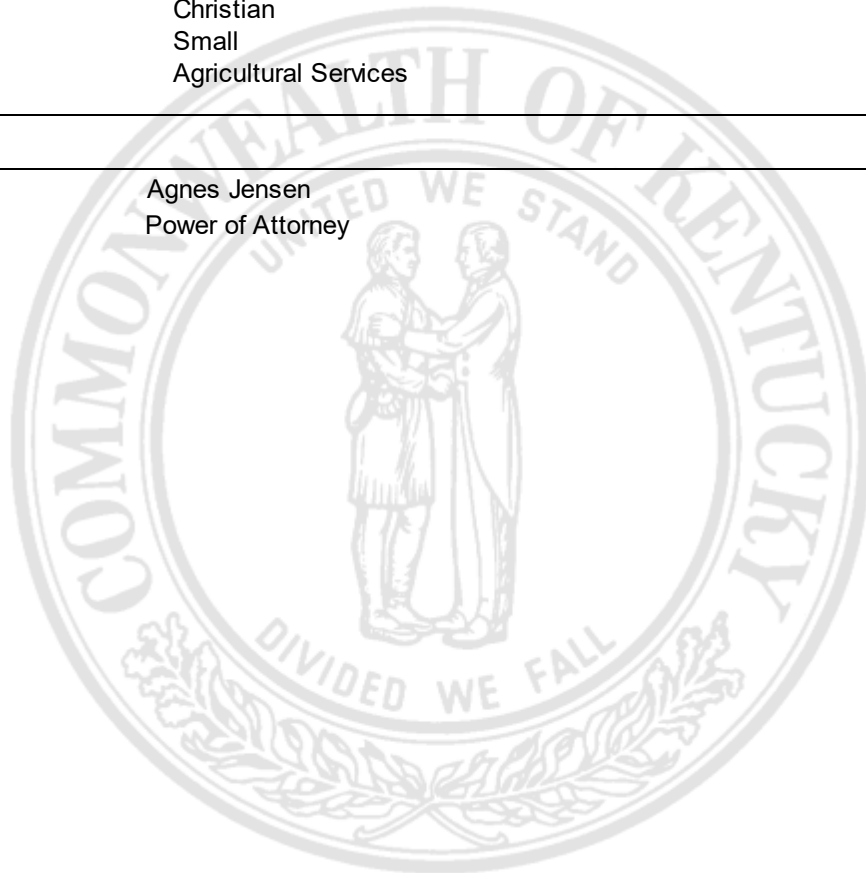 Christian
Small
Agricultural Services
COMMONWEALTH OF KENTUCKY
UNITED WE STAND
Agnes Jensen
Power of Attorney
DIVIDED WE FALL